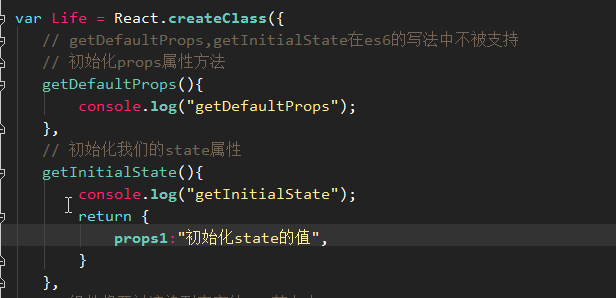 var Life = React.createClass({
// getDefaultProps,getInitialState在es6的写法中不被支持
// 初始化props属性方法
getDefaultProps(){
console.log("getDefaultProps");
},
// 初始化我们的state属性
getInitialState(){
console.log("getInitialState");
return {
props1:"初始化state的值",
}
},